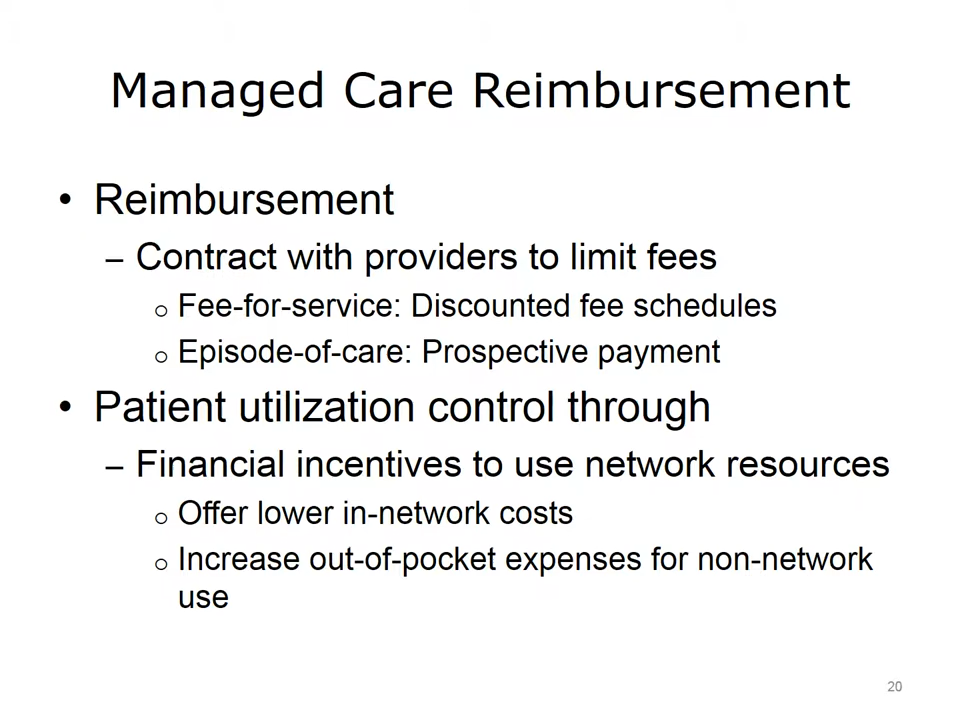 Managed Care Reimbursement
• Reimbursement
– Contract with providers to limit fees
o Fee-for-service: Discounted fee schedules
o Episode-of-care: Prospective payment
• Patient utilization control through
– Financial incentives to use network resources
o Offer lower in-network costs
o Increase out-of-pocket expenses for non-network
use
20